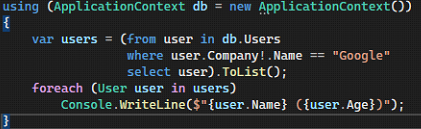 using (ApplicationContext db = new ApplicationContext())
{
var users = (from user in db.Users
where user.Company!.Name == "Google"
select user).ToList();
foreach (User user in users)
Console.WriteLine($"{user.Name} ({user.Age})");
}